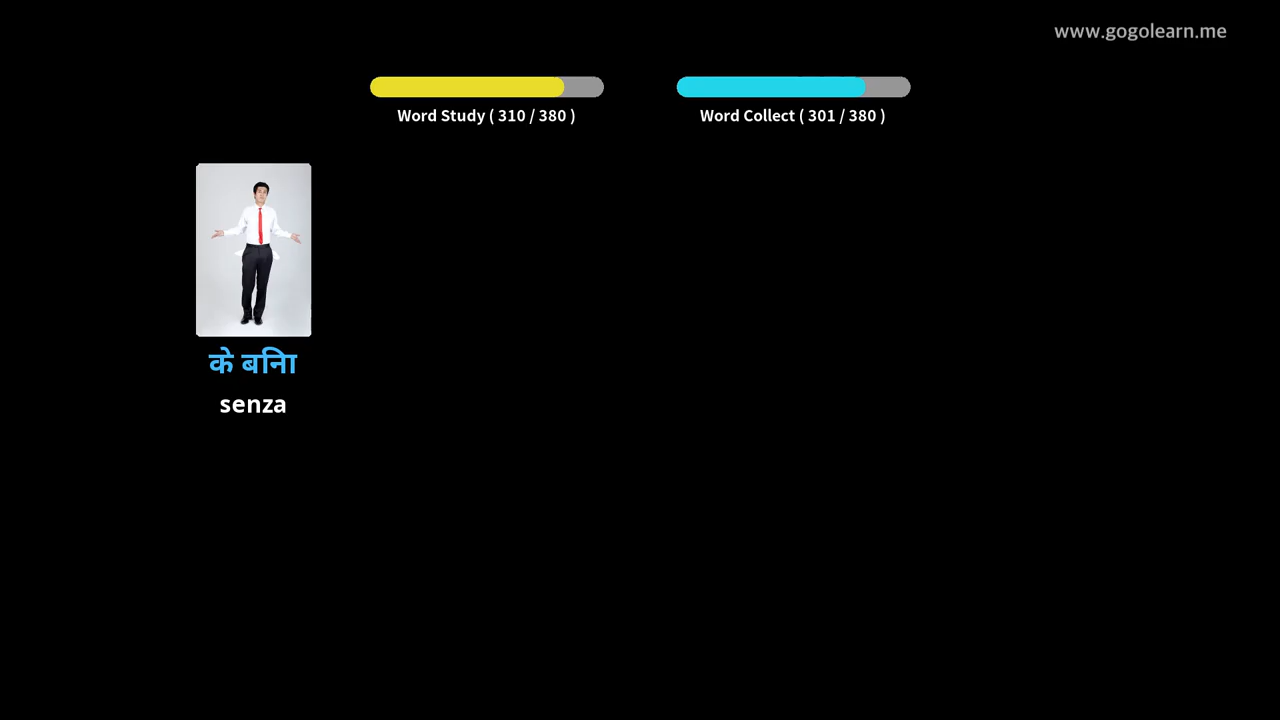 www.gogolearn.me
Word Study ( 310 / 380 )
Word Collect ( 301 / 380 )
के बिना
senza